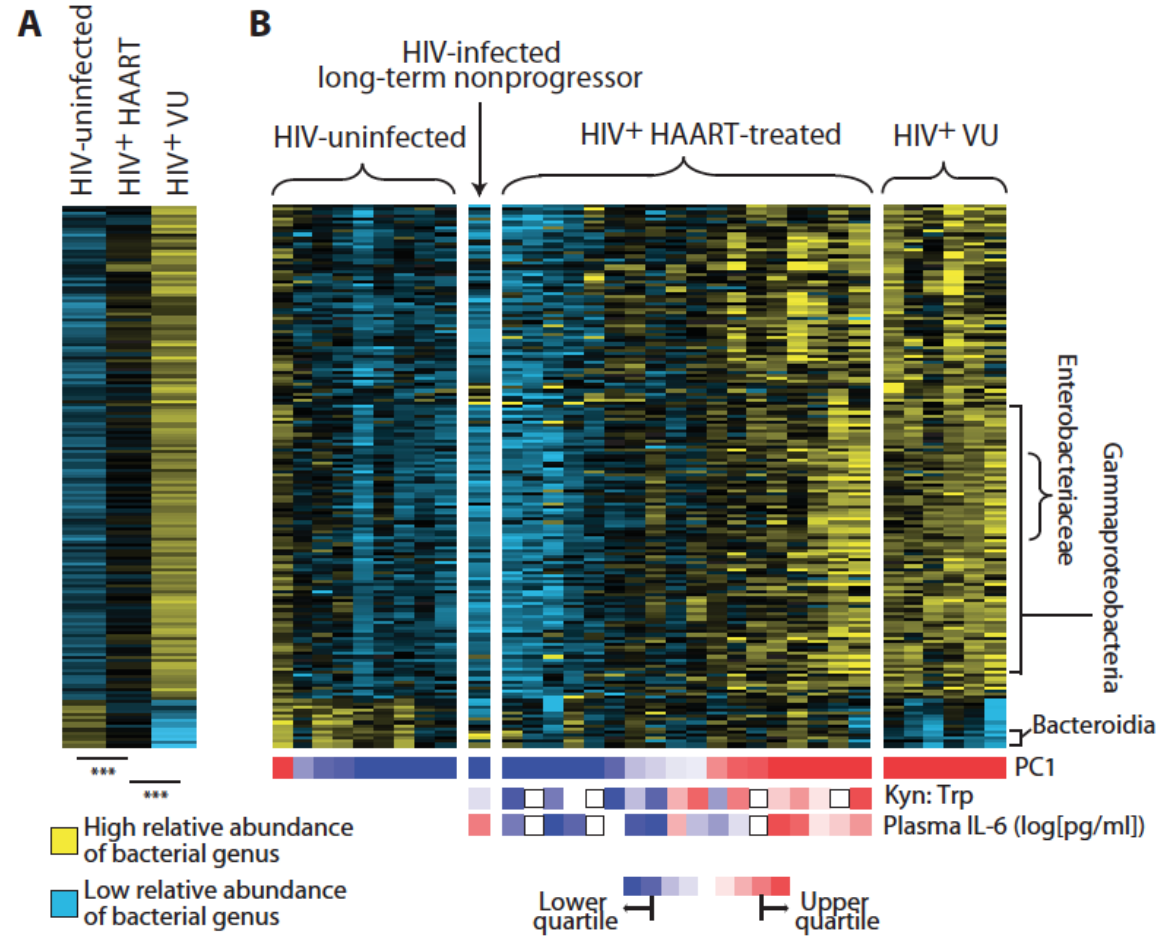 A
HIV-uninfected
HIV+ HAART
HIV+ VU
***
***
High relative abundance
of bacterial genus
Low relative abundance
of bacterial genus
B
HIV-infected
long-term nonprogressor
HIV-uninfected
HIV+ HAART-treated
HIV+ VU
Enterobacteriaceae
Gammaproteobacteria
Bacteroidia
PC1
Kyn: Trp
Plasma IL-6 (log[pg/ml])
Lower
quartile
Upper
quartile